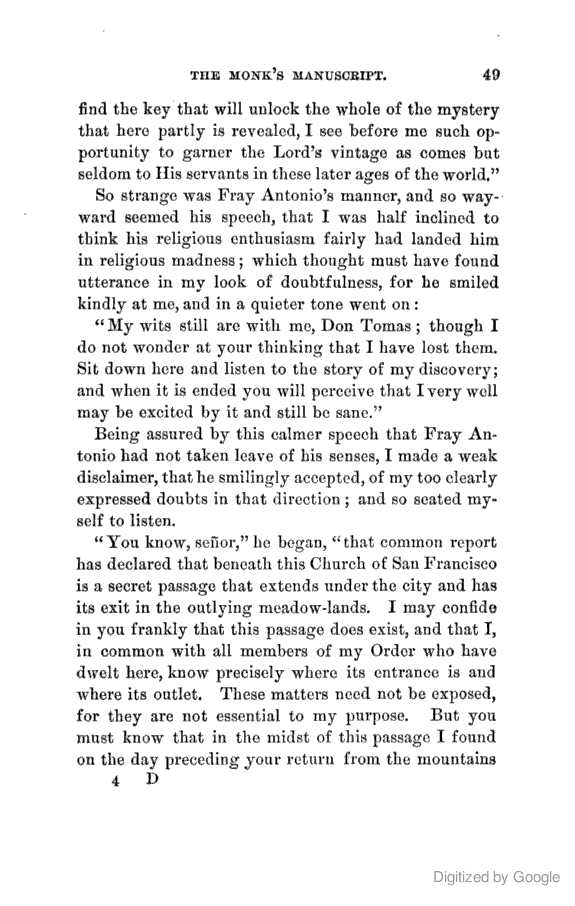 THE MONK'S MANUSCRIPT. 49
find the key that will unlock the whole of the mystery
that here partly is revealed, I see before me such op-
portunity to garner the Lord's vintage as comes but
seldom to His servants in these later ages of the world."
So strange was Fray Antonio's manner, and so way-
ward seemed his speech, that I was half inclined to
think his religious enthusiasm fairly had landed him
in religious madness; which thought must have found
utterance in my look of doubtfulness, for he smiled
kindly at me, and in a quieter tone went on:
"My wits still are with me, Don Tomas; though I
do not wonder at your thinking that I have lost them.
Sit down here and listen to the story of my discovery;
and when it is ended you will perceive that I very well
may be excited by it and still be sane."
Being assured by this calmer speech that Fray An-
tonio had not taken leave of his senses, I made a weak
disclaimer, that he smilingly accepted, of my too clearly
expressed doubts in that direction; and so seated my-
self to listen.
"You know, señor," he began, "that common report
has declared that beneath this Church of San Francisco
is a secret passage that extends under the city and has
its exit in the outlying meadow-lands. I may confide
in you frankly that this passage does exist, and that I,
in common with all members of my Order who have
dwelt here, know precisely where its entrance is and
where its outlet. These matters need not be exposed,
for they are not essential to my purpose. But you
must know that in the midst of this passage I found
on the day preceding your return from the mountains
4 D
Digitized by Google